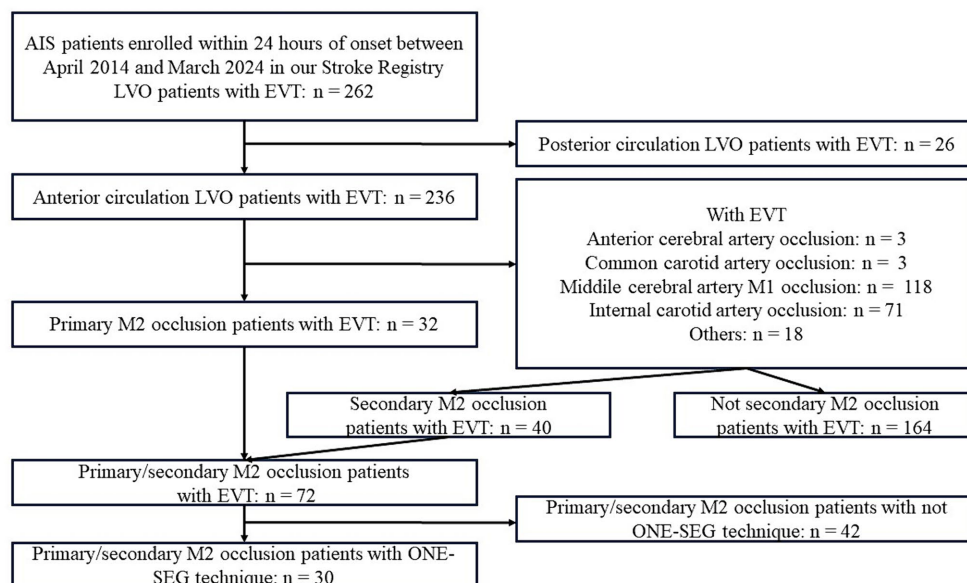 AIS patients enrolled within 24 hours of onset between
April 2014 and March 2024 in our Stroke Registry
LVO patients with EVT: n = 262
Posterior circulation LVO patients with EVT: n = 26
Anterior circulation LVO patients with EVT: n = 236
With EVT
Anterior cerebral artery occlusion: n = 3
Common carotid artery occlusion: n = 3
Middile cerebral artery M1 occlusion: n = 118
Internal carotid artery occlusion: n = 71
Others: n = 18
Primary M2 occlusion patients with EVT: n = 32
Secondary M2 occlusion
patients with EVT: n = 40
Not secondary M2 occlusion
patients with EVT: n = 164
Primary/secondary M2 occlusion patients
with EVT: n = 72
Primary/secondary M2 occlusion patients with not
ONE-SEG technique: n = 42
Primary/secondary M2 occlusion patients with ONE-
SEG technique: n = 30